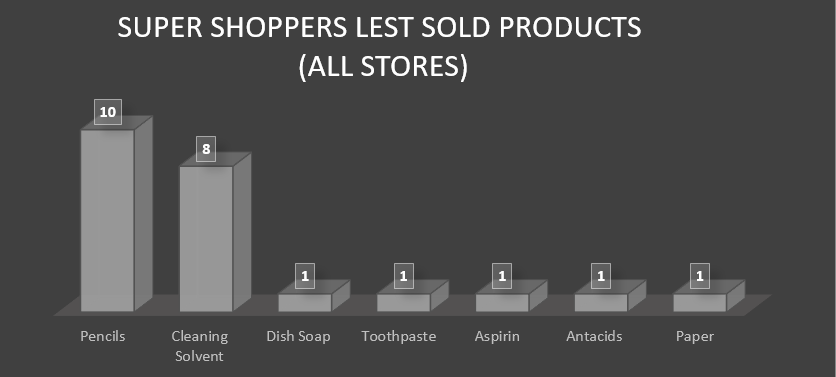 SUPER SHOPPERS LEST SOLD PRODUCTS
(ALL STORES)
10
8
1
1
1
1
1
Pencils
Cleaning
Solvent
Dish Soap
Toothpaste
Aspirin
Antacids
Paper